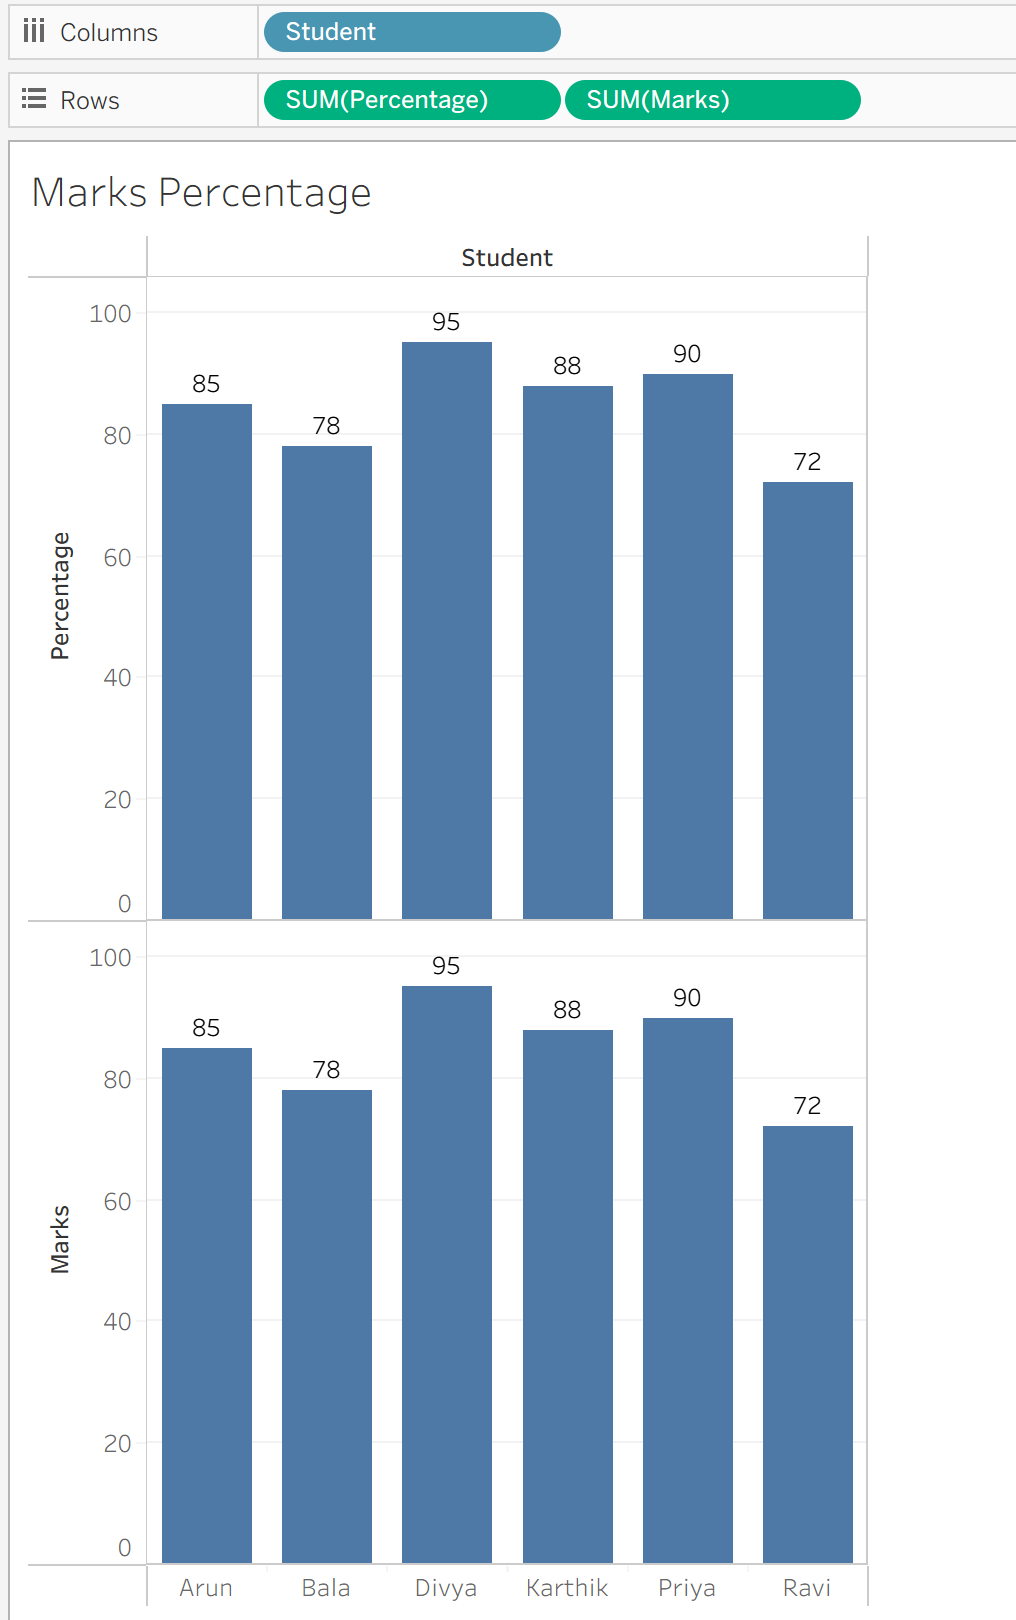 Columns
Student
Rows
SUM(Percentage) SUM(Marks)
Marks Percentage
Student
100
80
60
40
20
0
Percentage
85
78
95
88
90
72
100
80
60
40
20
0
Marks
85
78
95
88
90
72
Arun Bala Divya Karthik Priya Ravi